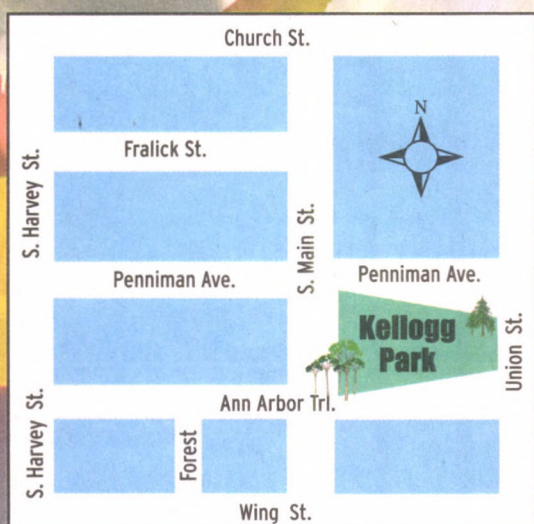 Church St.
N
Fralick St.
S. Harvey St.
S. Main St.
Penniman Ave.
Penniman Ave.
Kellogg
Park
Union St.
Ann Arbor Trl.
S. Harvey St.
Forest
Wing St.